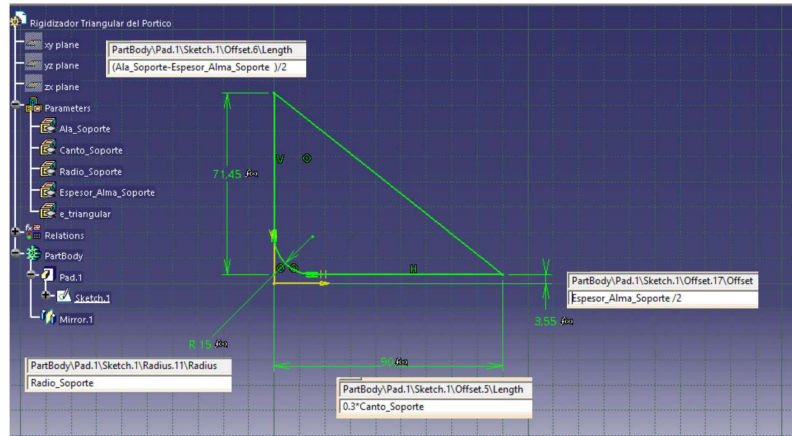 Rigidizador Triangular del Portico
xy plane
yz plane
zx plane
Parameters
Ala_Soporte
Canto_Soporte
Radio_Soporte
Espesor_Alma_Soporte
e_triangular
Relations
PartBody
Pad.1
Sketch.1
Mirror.1
PartBody\Pad.1\Sketch.1\Offset.6\Length
(Ala_Soporte-Espesor_Alma_Soporte )/2
71,45 f(x)
V
H
H
PartBody\Pad.1\Sketch.1\Offset.17\Offset
Espesor_Alma_Soporte /2
3,55 f(x)
R 15 f(x)
90 f(x)
PartBody\Pad.1\Sketch.1\Radius.11\Radius
Radio_Soporte
PartBody\Pad.1\Sketch.1\Offset.5\Length
0.3*Canto_Soporte